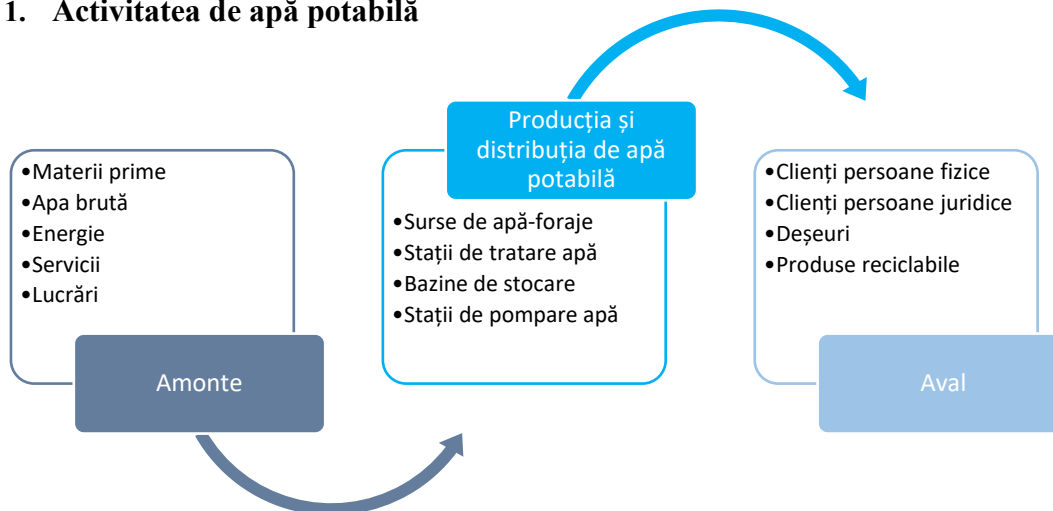 1. Activitatea de apă potabilă
•Materii prime
•Apa brută
•Energie
•Servicii
•Lucrări
Amonte
Producția și
distribuția de apă
potabilă
•Surse de apă-foraje
•Stații de tratare apă
•Bazine de stocare
•Stații de pompare apă
•Clienți persoane fizice
•Clienți persoane juridice
•Deșeuri
•Produse reciclabile
Aval